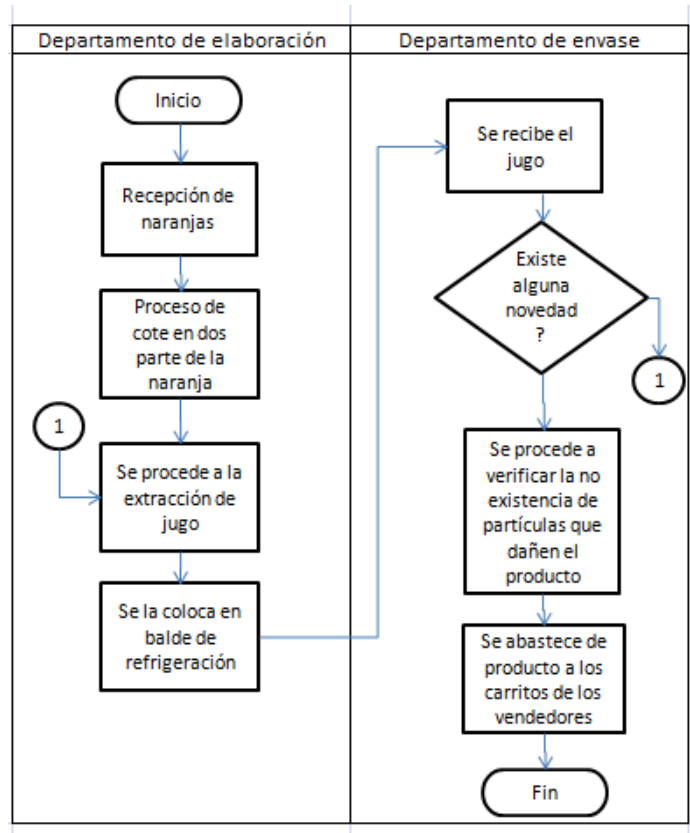 Departamento de elaboración
Departamento de envase
Inicio
Recepción de
naranjas
Proceso de
cote en dos
parte de la
naranja
1
Se procede a la
extracción de
jugo
Se la coloca en
balde de
refrigeración
Se recibe el
jugo
Existe
alguna
novedad
?
1
Se procede a
verificar la no
existencia de
partículas que
dañen el
producto
Se abastece de
producto a los
carritos de los
vendedores
Fin